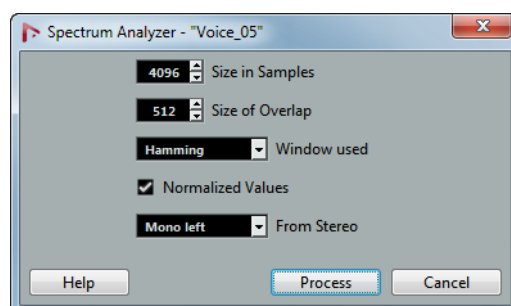 Spectrum Analyzer - "Voice_05"
4096 Size in Samples
512 Size of Overlap
Hamming Window used
Normalized Values
Mono left From Stereo
Help Process Cancel